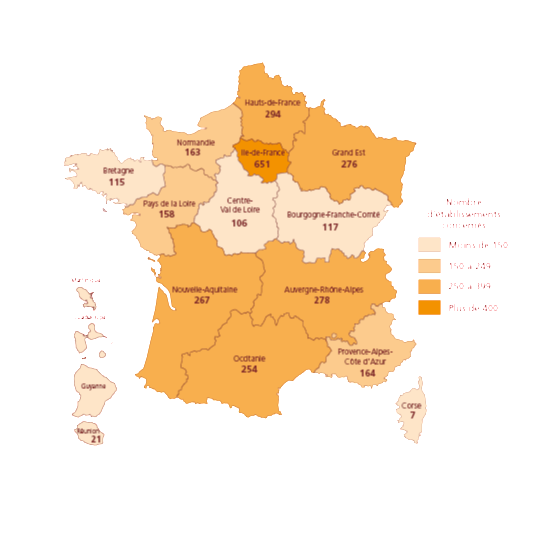 Hauts-de-France
294
Normandie
163
Ile-de-France
651
Grand Est
276
Bretagne
115
Pays de la Loire
158
Centre-
Val de Loire
106
Bourgogne-Franche-Comté
117
Nombre
d'établissements
concernés
Moins de 150
150 à 249
250 à 399
Plus de 400
Nouvelle-Aquitaine
267
Auvergne-Rhône-Alpes
278
Occitanie
254
Provence-Alpes-
Côte d'Azur
164
Corse
7
Guyanne
Réunion
21